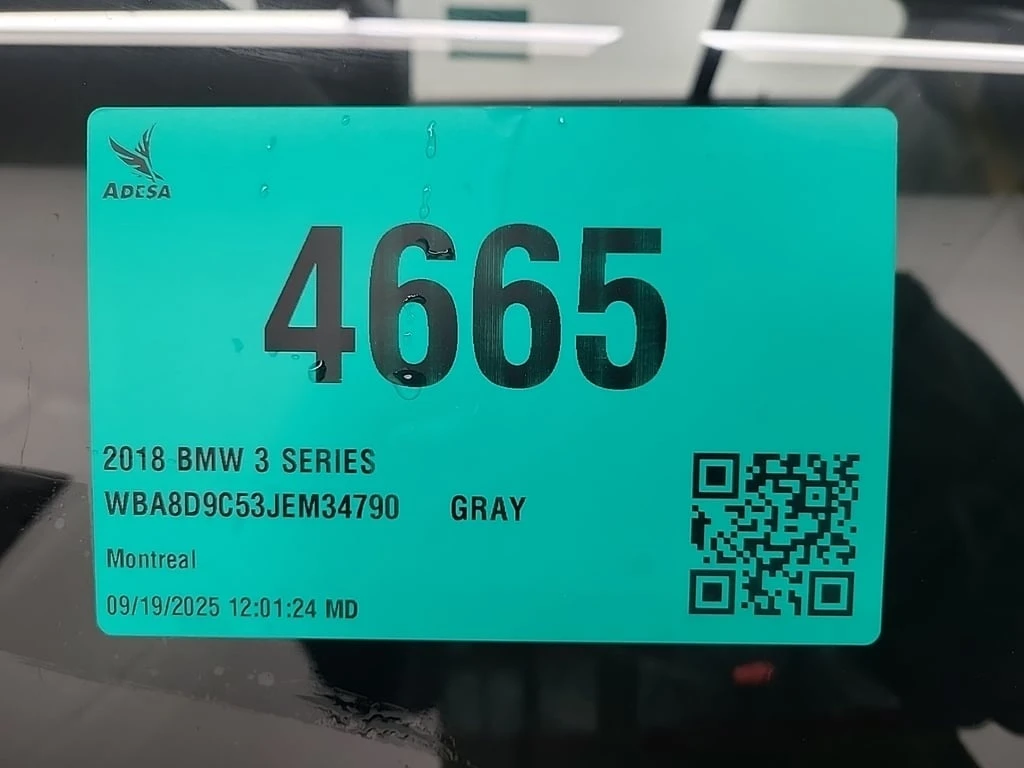 ADESA
4665
2018 BMW 3 SERIES
WBA8D9C53JEM34790 GRAY
Montreal
09/19/2025 12:01:24 MD